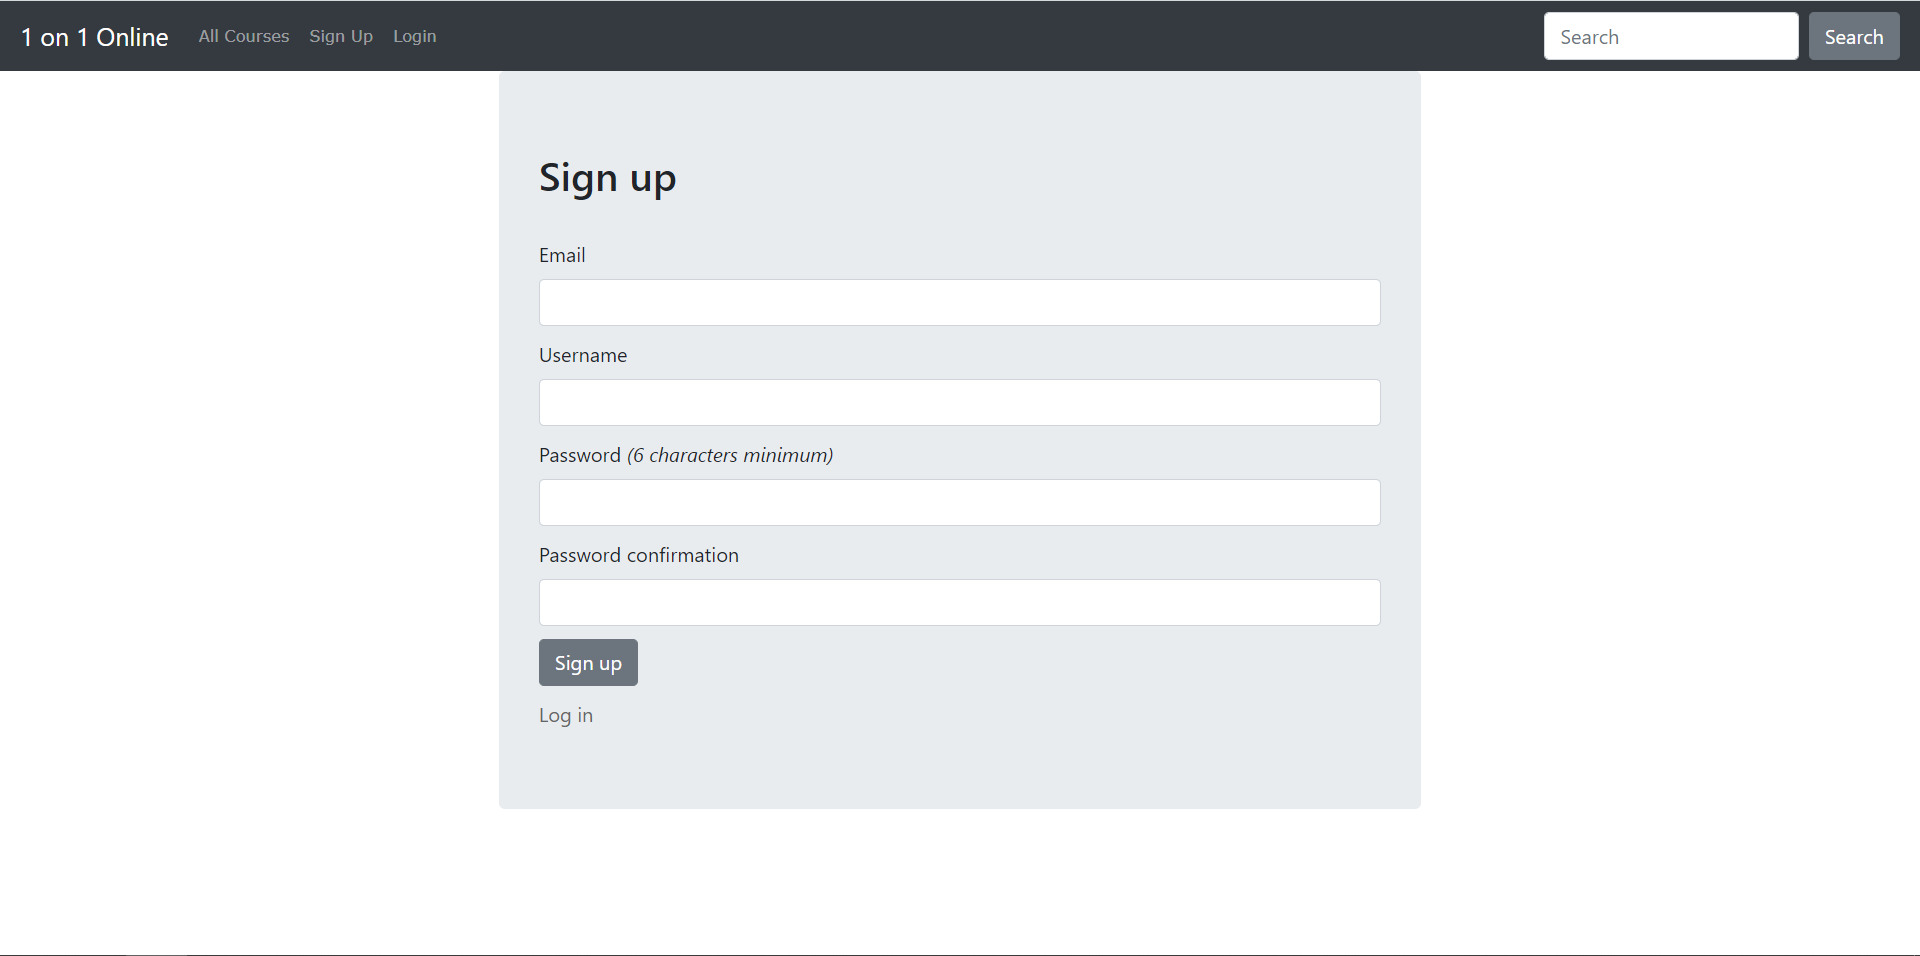 1 on 1 Online All Courses Sign Up Login Search Search
Sign up
Email
Username
Password (6 characters minimum)
Password confirmation
Sign up
Log in